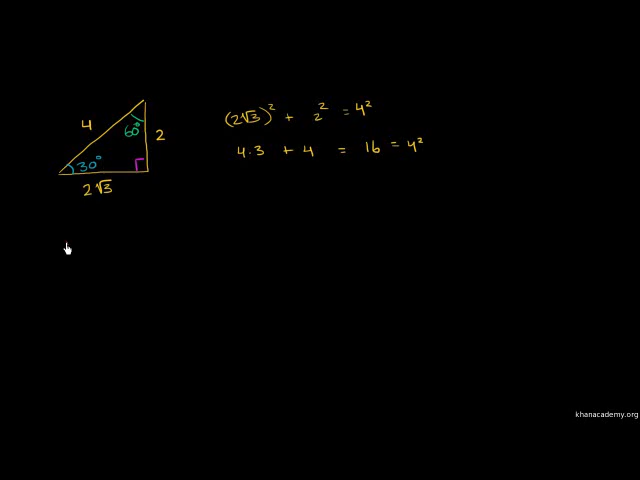 (2√3)² + 2² = 4²
4
60°
2
4·3 + 4 = 16 = 4²
30°
2√3
khanacademy.org